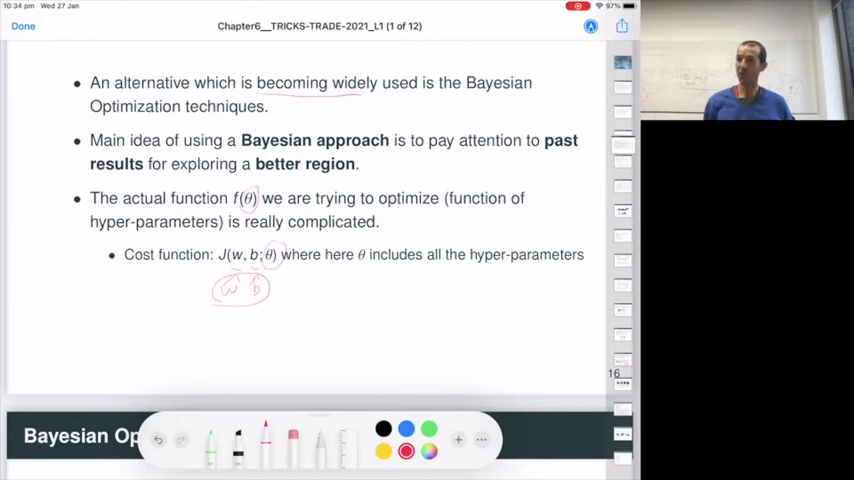 10:34 pm Wed 27 Jan
97%
Done
Chapter6__TRICKS-TRADE-2021_L1 (1 of 12)
• An alternative which is becoming widely used is the Bayesian
Optimization techniques.
• Main idea of using a Bayesian approach is to pay attention to past
results for exploring a better region.
• The actual function f(θ) we are trying to optimize (function of
hyper-parameters) is really complicated.
• Cost function: J(w, b; θ) where here θ includes all the hyper-parameters
ŵ b̂
16
Bayesian Op